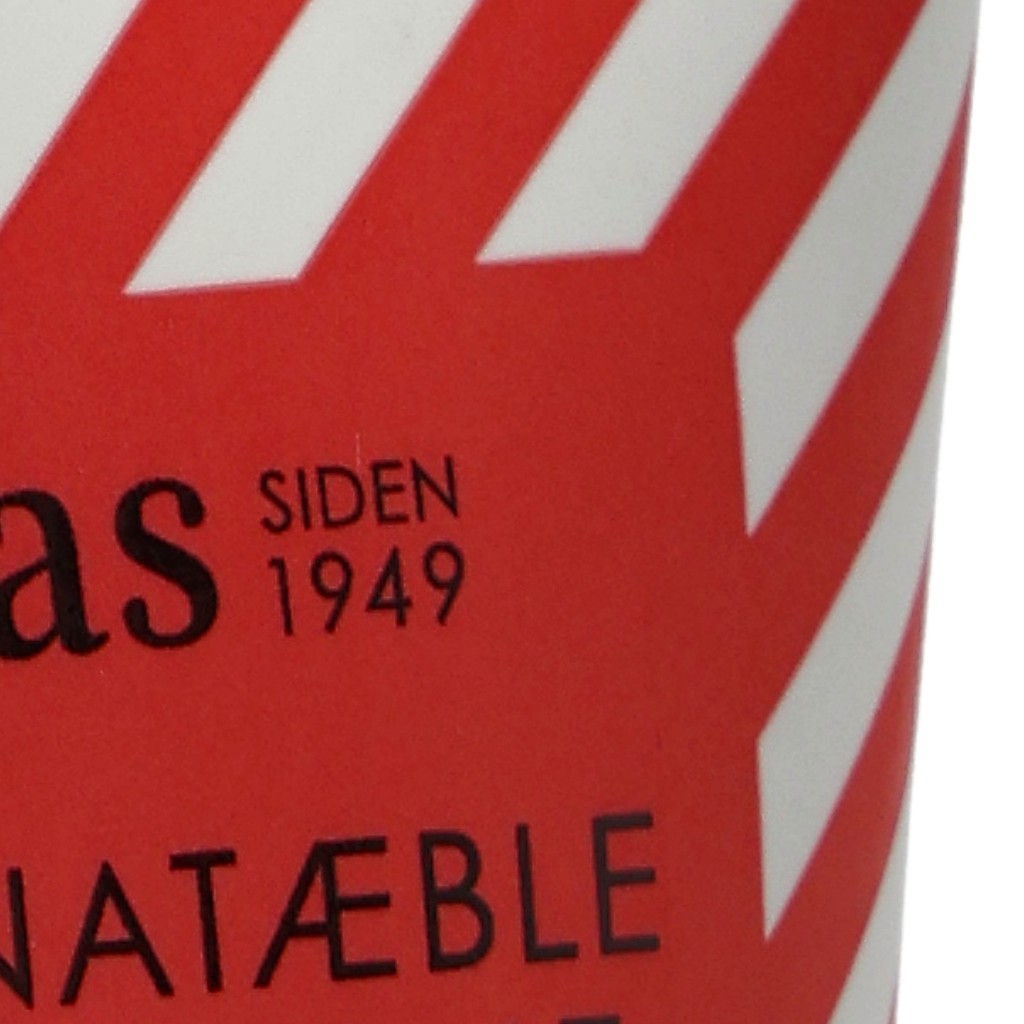 as SIDEN
1949
NATÆBLE